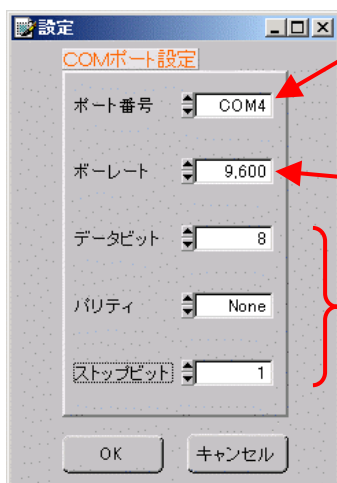 設定
COMポート設定
ポート番号 COM4
ボーレート 9,600
データビット 8
パリティ None
ストップビット 1
OK キャンセル